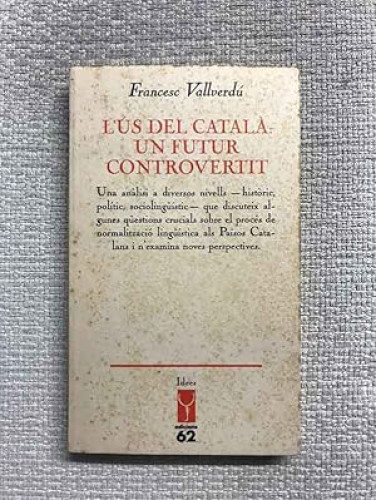 Francesc Vallverdú
L'ÚS DEL CATALÀ:
UN FUTUR
CONTROVERTIT
Una anàlisi a diversos nivells —històric,
polític, sociolingüístic— que discuteix al-
gunes qüestions crucials sobre el procés de
normalització lingüística als Països Cata-
lans i n'examina noves perspectives.
llibres
edicions
62